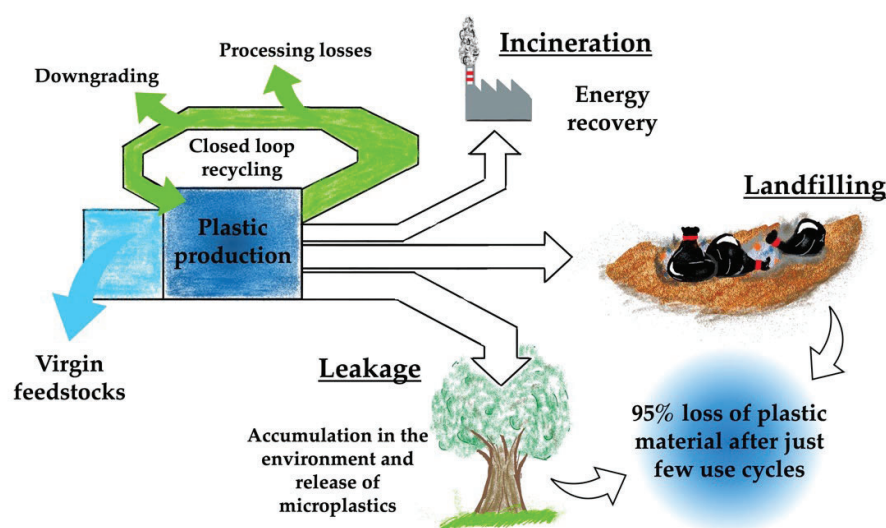 Processing losses
Downgrading
Incineration
Energy
recovery
Closed loop
recycling
Landfilling
Plastic
production
Virgin
feedstocks
Leakage
Accumulation in the
environment and
release of
microplastics
95% loss of plastic
material after just
few use cycles